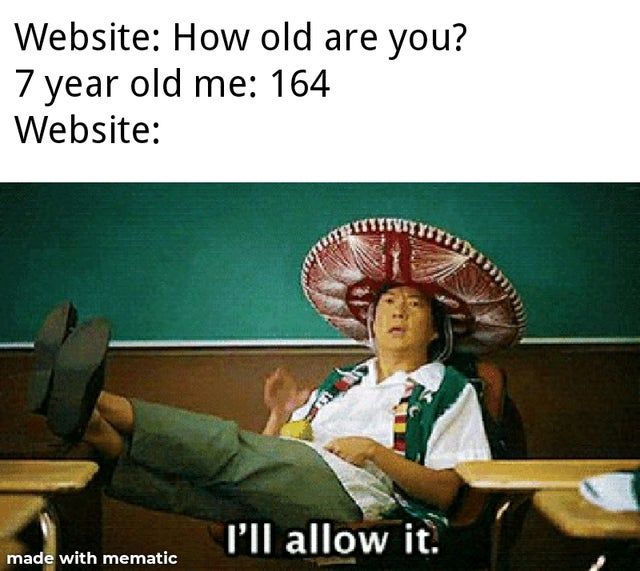 Website: How old are you?
7 year old me: 164
Website:
I'll allow it.
made with mematic